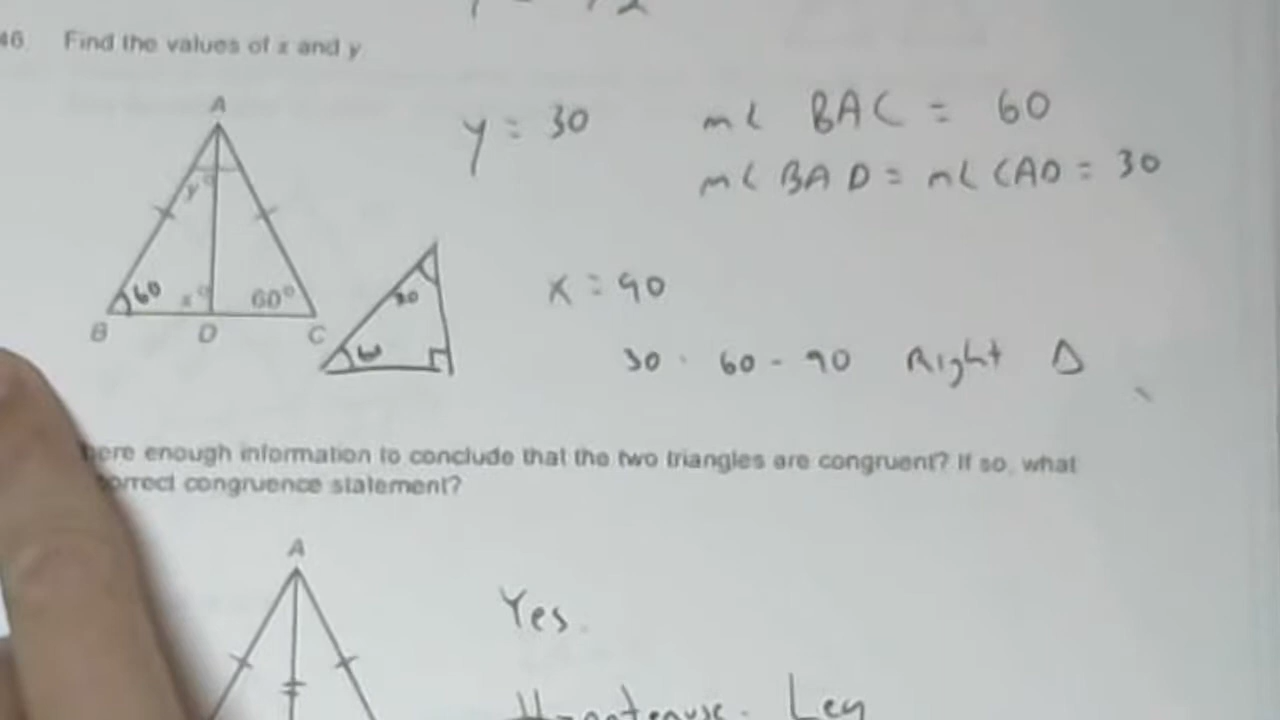 46 Find the values of x and y
A
y = 30
m∠ BAC = 60
m∠ BAD = m∠ CAD = 30
y°
60 x° 60°
B D C
30
60
x = 90
30 - 60 - 90 Right Δ
here enough information to conclude that the two triangles are congruent? If so, what
orrect congruence statement?
A
Yes.
Leg